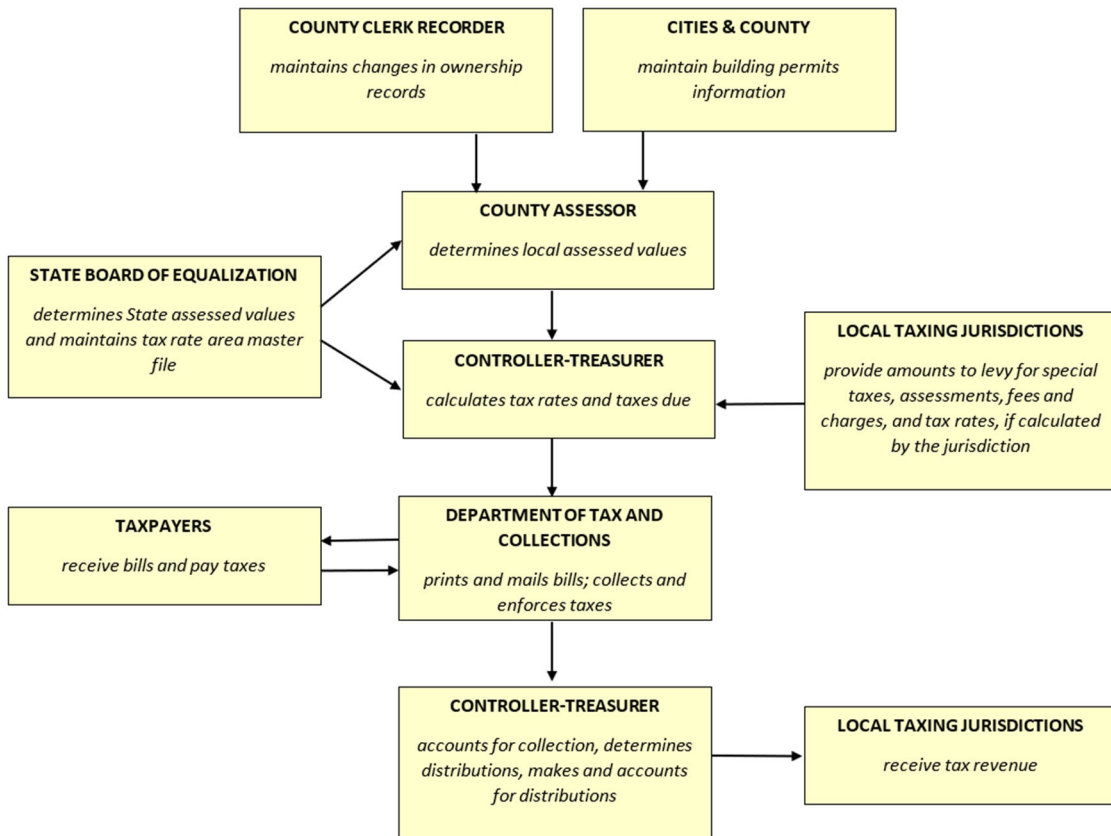 COUNTY CLERK RECORDER
maintains changes in ownership
records
CITIES & COUNTY
maintain building permits
information
COUNTY ASSESSOR
determines local assessed values
STATE BOARD OF EQUALIZATION
determines State assessed values
and maintains tax rate area master
file
CONTROLLER-TREASURER
calculates tax rates and taxes due
LOCAL TAXING JURISDICTIONS
provide amounts to levy for special
taxes, assessments, fees and
charges, and tax rates, if calculated
by the jurisdiction
TAXPAYERS
receive bills and pay taxes
DEPARTMENT OF TAX AND
COLLECTIONS
prints and mails bills; collects and
enforces taxes
CONTROLLER-TREASURER
accounts for collection, determines
distributions, makes and accounts
for distributions
LOCAL TAXING JURISDICTIONS
receive tax revenue